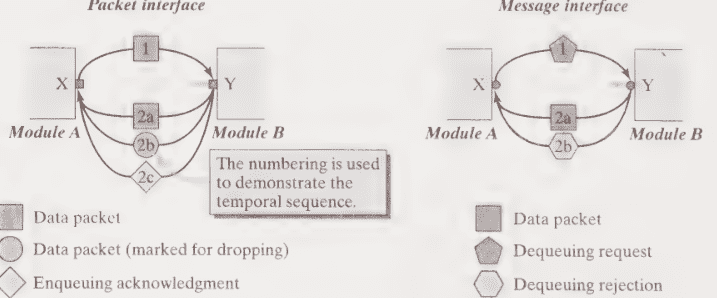 Packet interface
1
X
Y
2a
Module A
Module B
2b
2c
The numbering is used
to demonstrate the
temporal sequence.
Data packet
Data packet (marked for dropping)
Enqueuing acknowledgment
Message interface
1
X
Y
2a
Module A
Module B
2b
Data packet
Dequeuing request
Dequeuing rejection